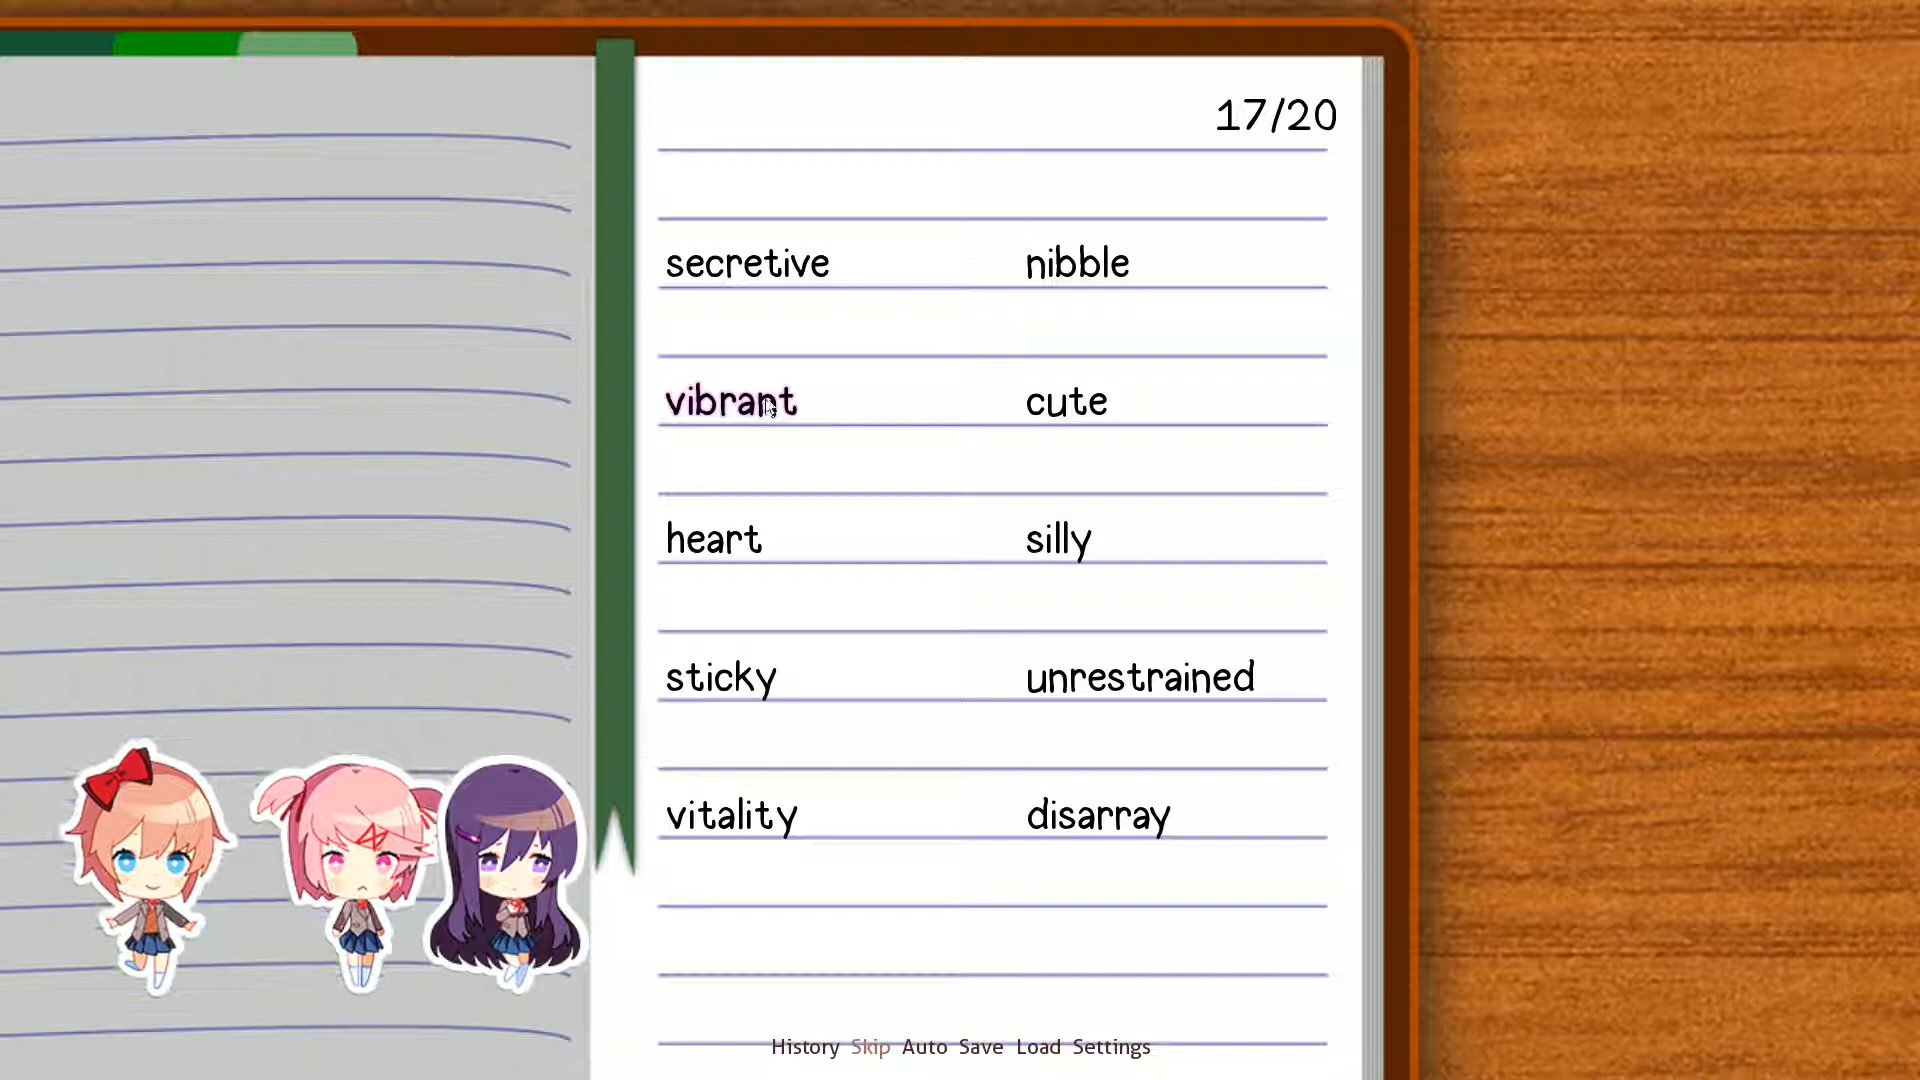 17/20
secretive nibble
vibrant cute
heart silly
sticky unrestrained
vitality disarray
History Skip Auto Save Load Settings